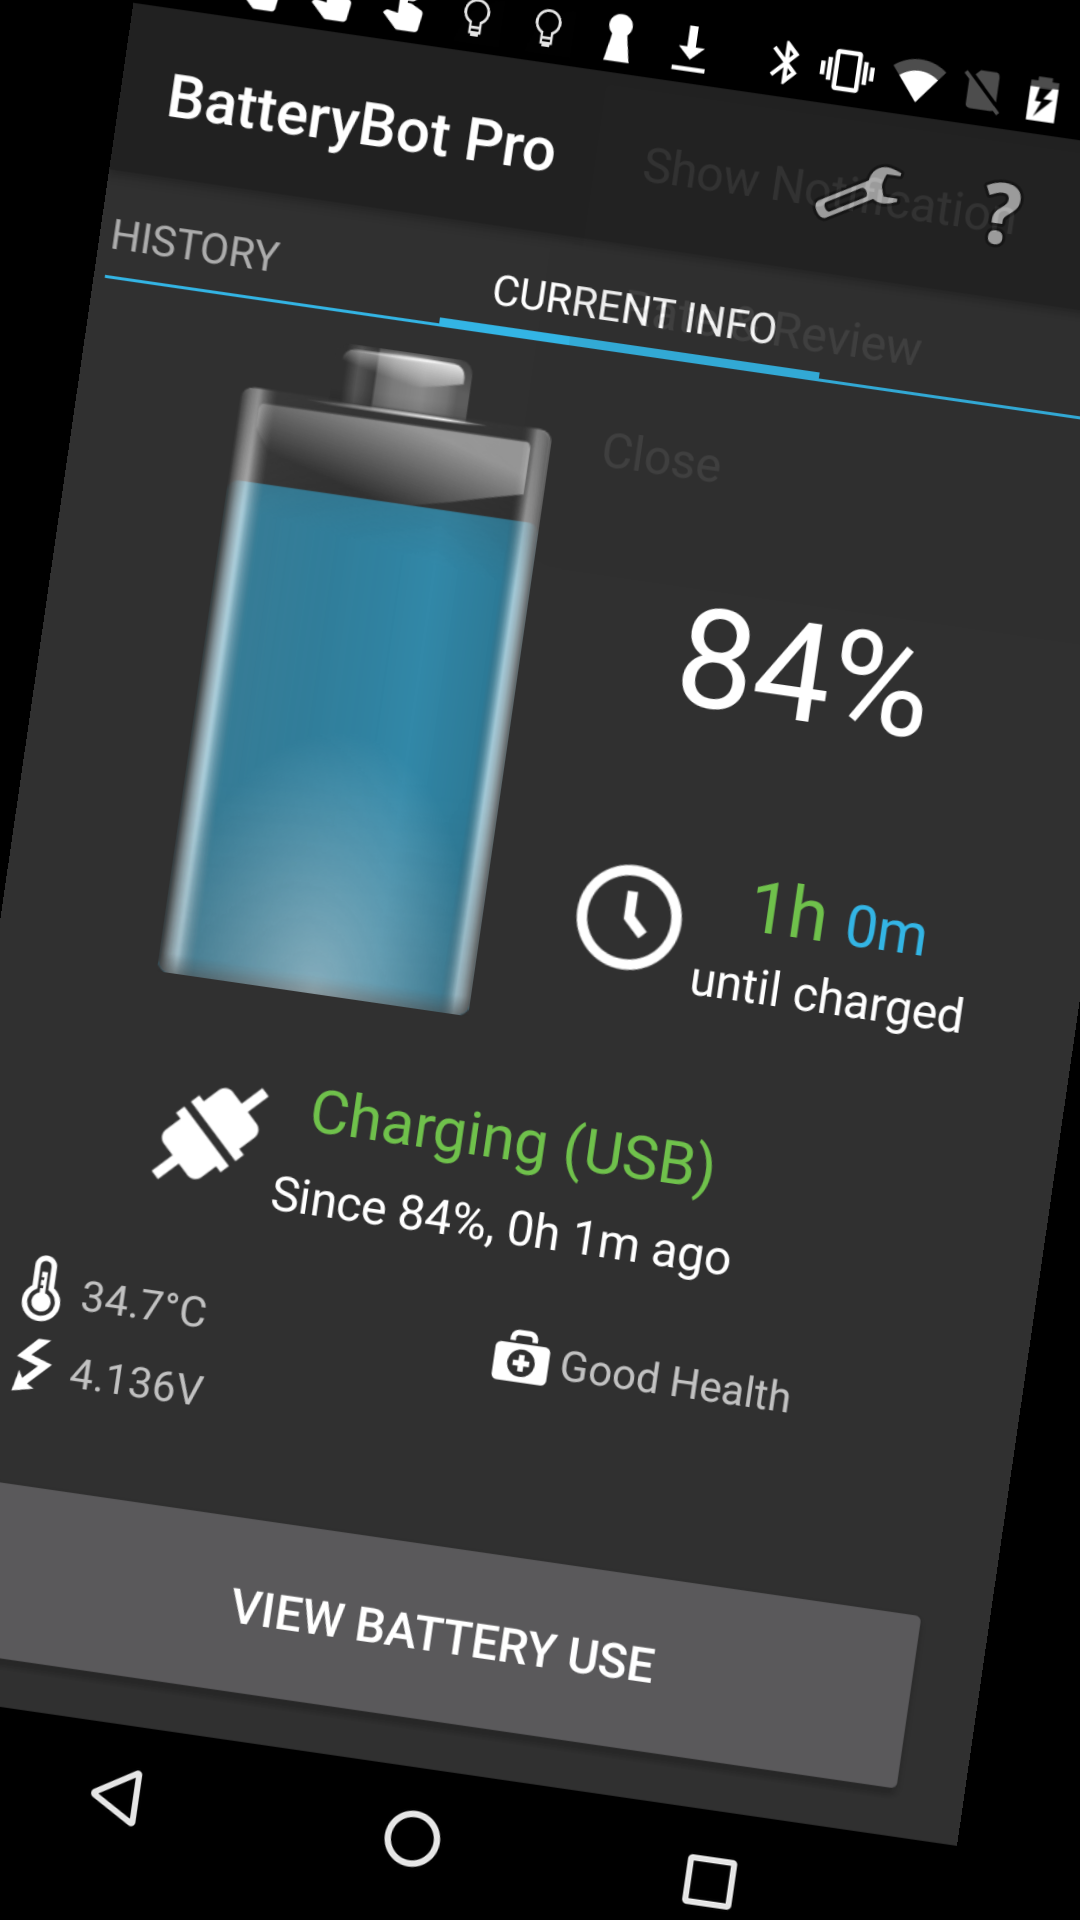 BatteryBot Pro
Show Notification
?
HISTORY
CURRENT INFO
Rate & Review
Close
84%
1h 0m
until charged
Charging (USB)
Since 84%, 0h 1m ago
34.7°C
4.136V
Good Health
VIEW BATTERY USE